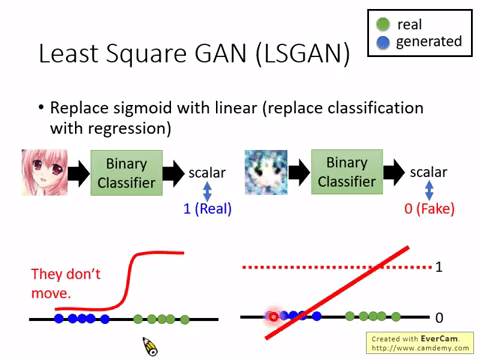 real
generated
Least Square GAN (LSGAN)
• Replace sigmoid with linear (replace classification
with regression)
Binary
Classifier
scalar
1 (Real)
Binary
Classifier
scalar
0 (Fake)
They don't
move.
1
0
Created with EverCam.
http://www.camdemy.com